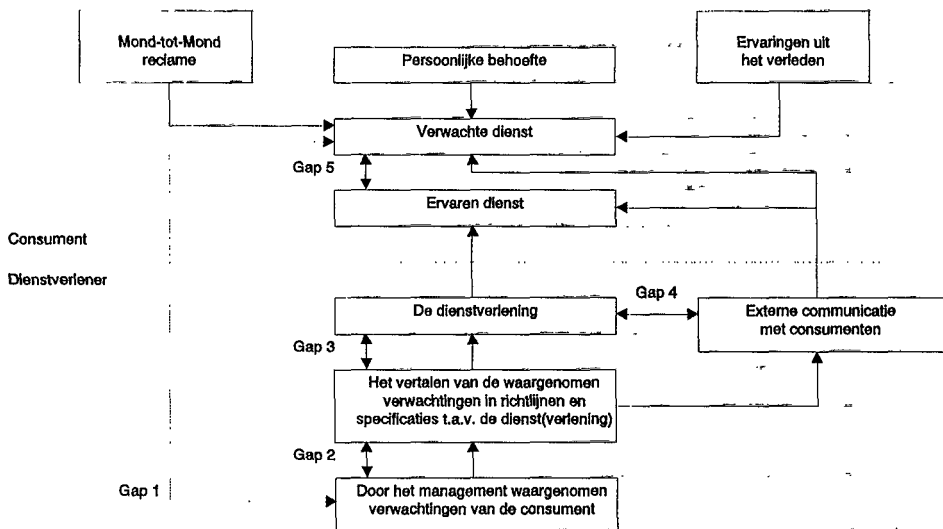 Mond-tot-Mond
reclame
Persoonlijke behoefte
Ervaringen uit
het verleden
Verwachte dienst
Gap 5
Ervaren dienst
Consument
Dienstverlener
Gap 4
De dienstverlening
Externe communicatie
met consumenten
Gap 3
Het vertalen van de waargenomen
verwachtingen in richtlijnen en
specificaties t.a.v. de dienst(verlening)
Gap 2
Gap 1
Door het management waargenomen
verwachtingen van de consument